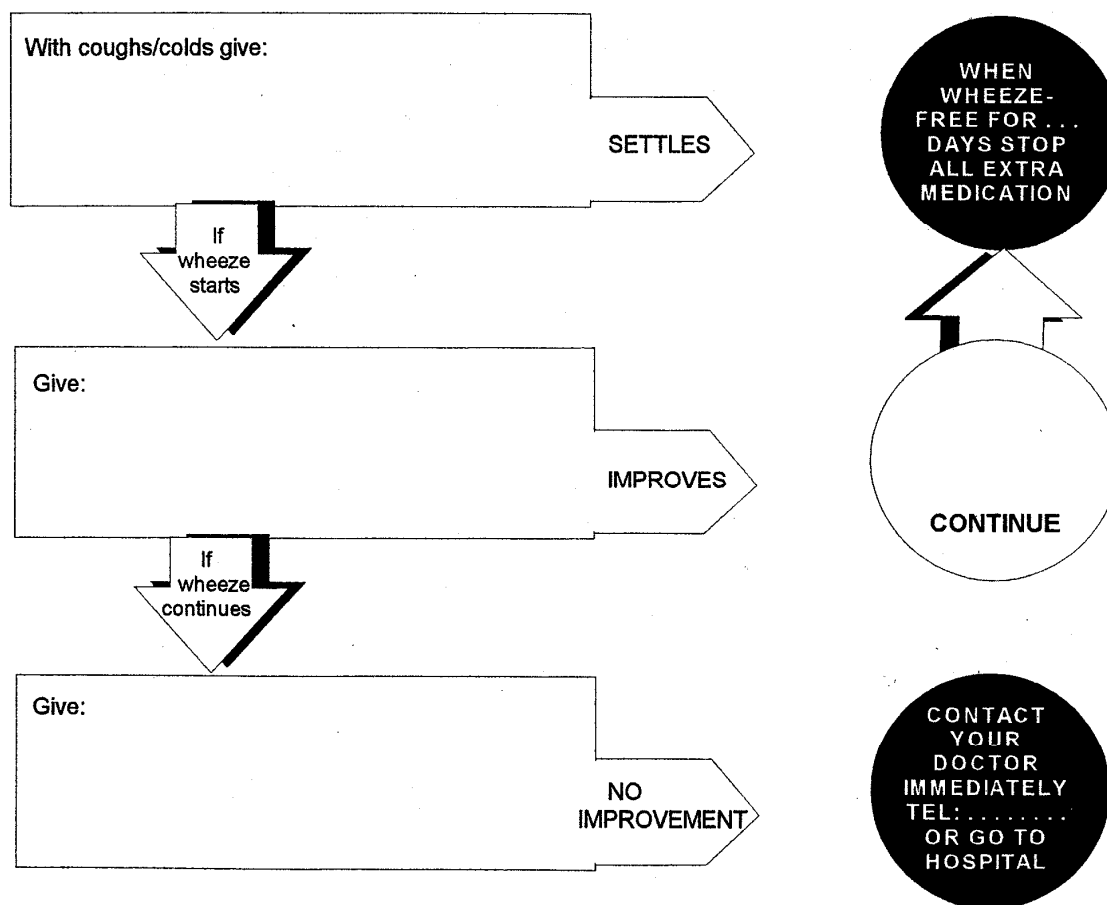 With coughs/colds give:
SETTLES
WHEN
WHEEZE-
FREE FOR . . .
DAYS STOP
ALL EXTRA
MEDICATION
If
wheeze
starts
Give:
IMPROVES
CONTINUE
If
wheeze
continues
Give:
NO
IMPROVEMENT
CONTACT
YOUR
DOCTOR
IMMEDIATELY
TEL: . . . . . . . .
OR GO TO
HOSPITAL